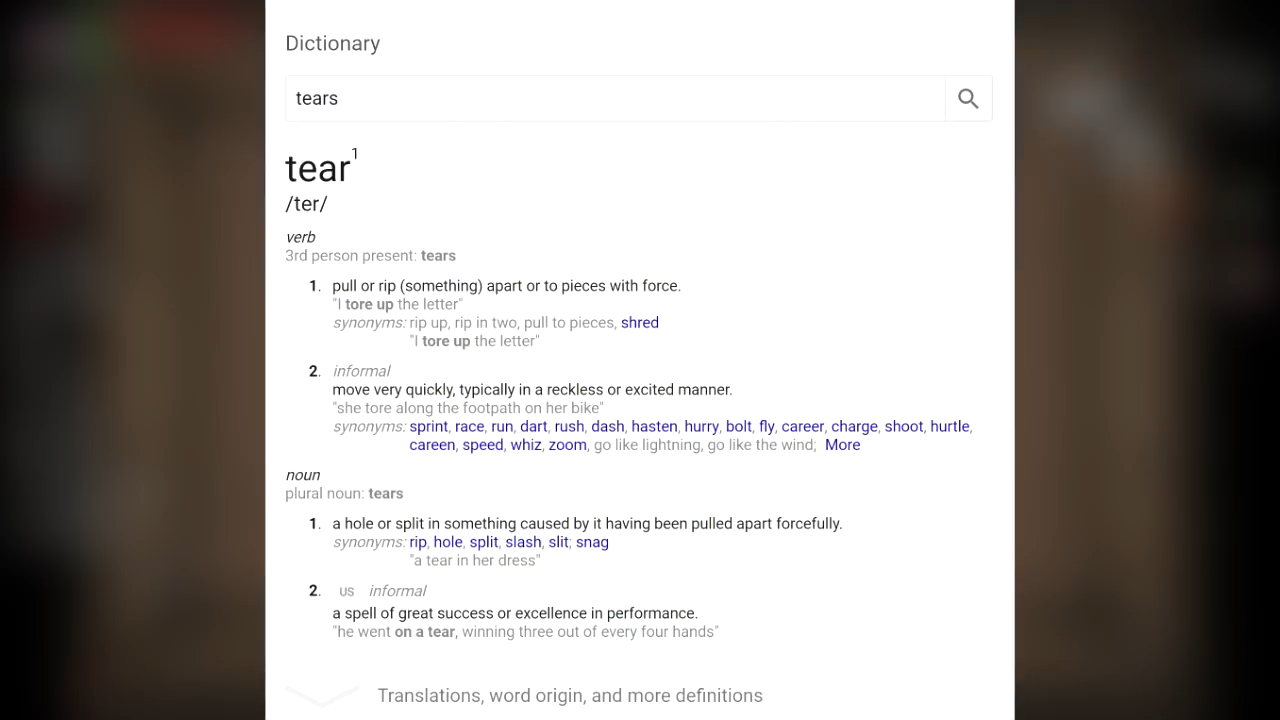 Dictionary
tears
tear1
/ter/
verb
3rd person present: tears
1. pull or rip (something) apart or to pieces with force.
"I tore up the letter"
synonyms: rip up, rip in two, pull to pieces, shred
"I tore up the letter"
2. informal
move very quickly, typically in a reckless or excited manner.
"she tore along the footpath on her bike"
synonyms: sprint, race, run, dart, rush, dash, hasten, hurry, bolt, fly, career, charge, shoot, hurtle,
careen, speed, whiz, zoom, go like lightning, go like the wind; More
noun
plural noun: tears
1. a hole or split in something caused by it having been pulled apart forcefully.
synonyms: rip, hole, split, slash, slit; snag
"a tear in her dress"
2. US informal
a spell of great success or excellence in performance.
"he went on a tear, winning three out of every four hands"
Translations, word origin, and more definitions